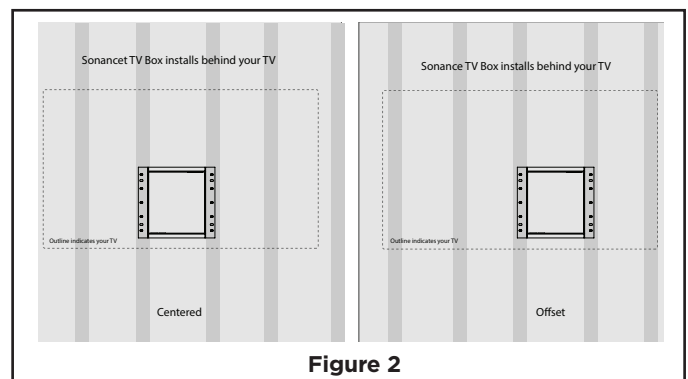 Sonancet TV Box installs behind your TV
Outline indicates your TV
Centered
Sonance TV Box installs behind your TV
Outline indicates your TV
Offset
Figure 2